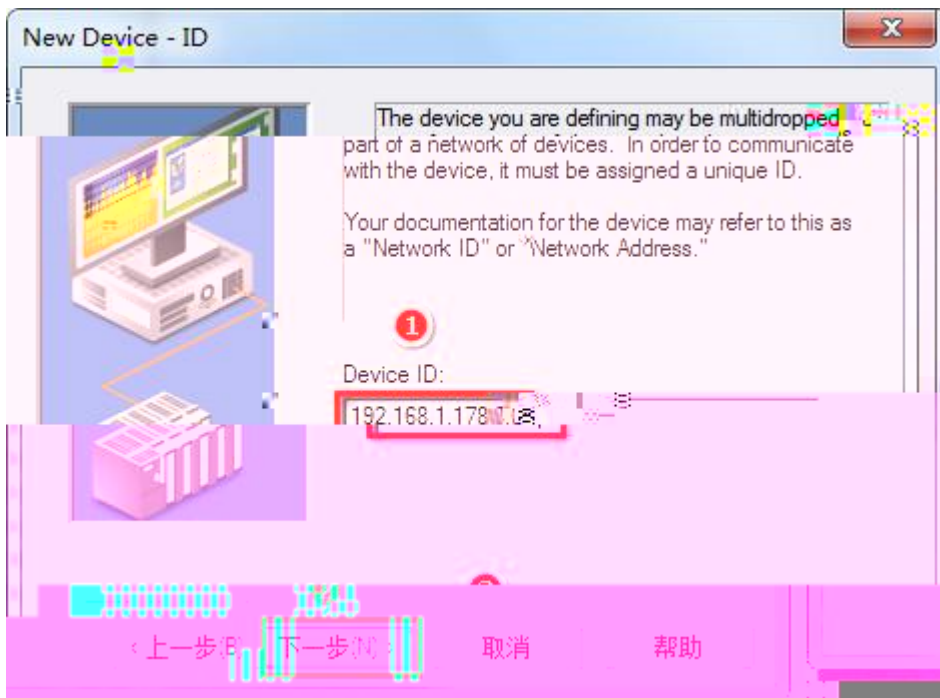 New Device - ID
The device you are defining may be multidropped
part of a network of devices. In order to communicate
with the device, it must be assigned a unique ID.
Your documentation for the device may refer to this as
a "Network ID" or "Network Address."
1
Device ID:
192.168.1.178
<上一步(B)
下一步(N) >
取消
帮助